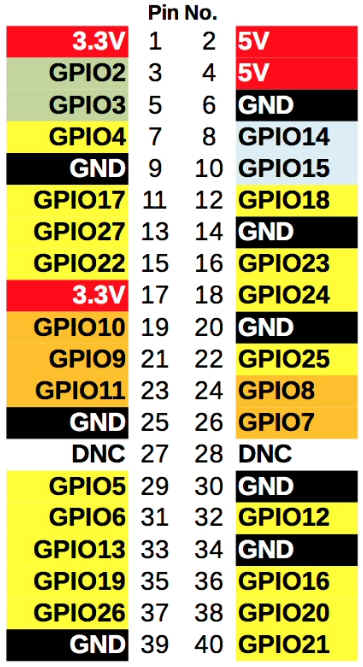 Pin No.
3.3V 1 2 5V
GPIO2 3 4 5V
GPIO3 5 6 GND
GPIO4 7 8 GPIO14
GND 9 10 GPIO15
GPIO17 11 12 GPIO18
GPIO27 13 14 GND
GPIO22 15 16 GPIO23
3.3V 17 18 GPIO24
GPIO10 19 20 GND
GPIO9 21 22 GPIO25
GPIO11 23 24 GPIO8
GND 25 26 GPIO7
DNC 27 28 DNC
GPIO5 29 30 GND
GPIO6 31 32 GPIO12
GPIO13 33 34 GND
GPIO19 35 36 GPIO16
GPIO26 37 38 GPIO20
GND 39 40 GPIO21